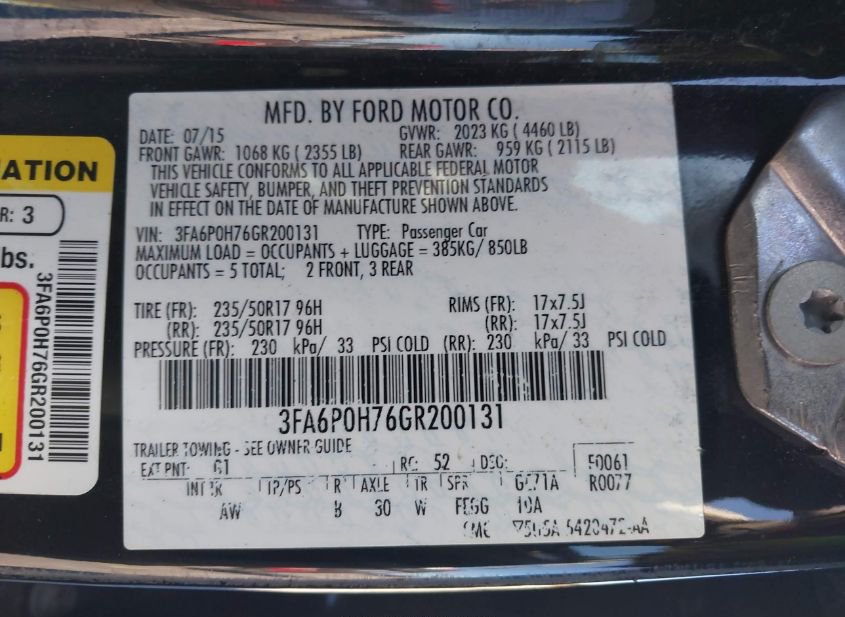 MFD. BY FORD MOTOR CO.
DATE: 07/15 GVWR: 2023 KG ( 4460 LB)
FRONT GAWR: 1068 KG ( 2355 LB) REAR GAWR: 959 KG ( 2115 LB)
THIS VEHICLE CONFORMS TO ALL APPLICABLE FEDERAL MOTOR
VEHICLE SAFETY, BUMPER, AND THEFT PREVENTION STANDARDS
IN EFFECT ON THE DATE OF MANUFACTURE SHOWN ABOVE.
VIN: 3FA6P0H76GR200131 TYPE: Passenger Car
MAXIMUM LOAD = OCCUPANTS + LUGGAGE = 385KG/ 850LB
OCCUPANTS = 5 TOTAL; 2 FRONT, 3 REAR
TIRE (FR): 235/50R17 96H RIMS (FR): 17x7.5J
(RR): 235/50R17 96H (RR): 17x7.5J
PRESSURE (FR): 230 kPa/ 33 PSI COLD (RR): 230 kPa/ 33 PSI COLD
3FA6P0H76GR200131
TRAILER TOWING - SEE OWNER GUIDE
EXT PNT: G1 RC: 52 DSO: F0061
INT TR TP/PS R AXLE TR SPR R0077
AW B 30 W
ATION
R: 3
bs.
3FA6P0H76GR200131